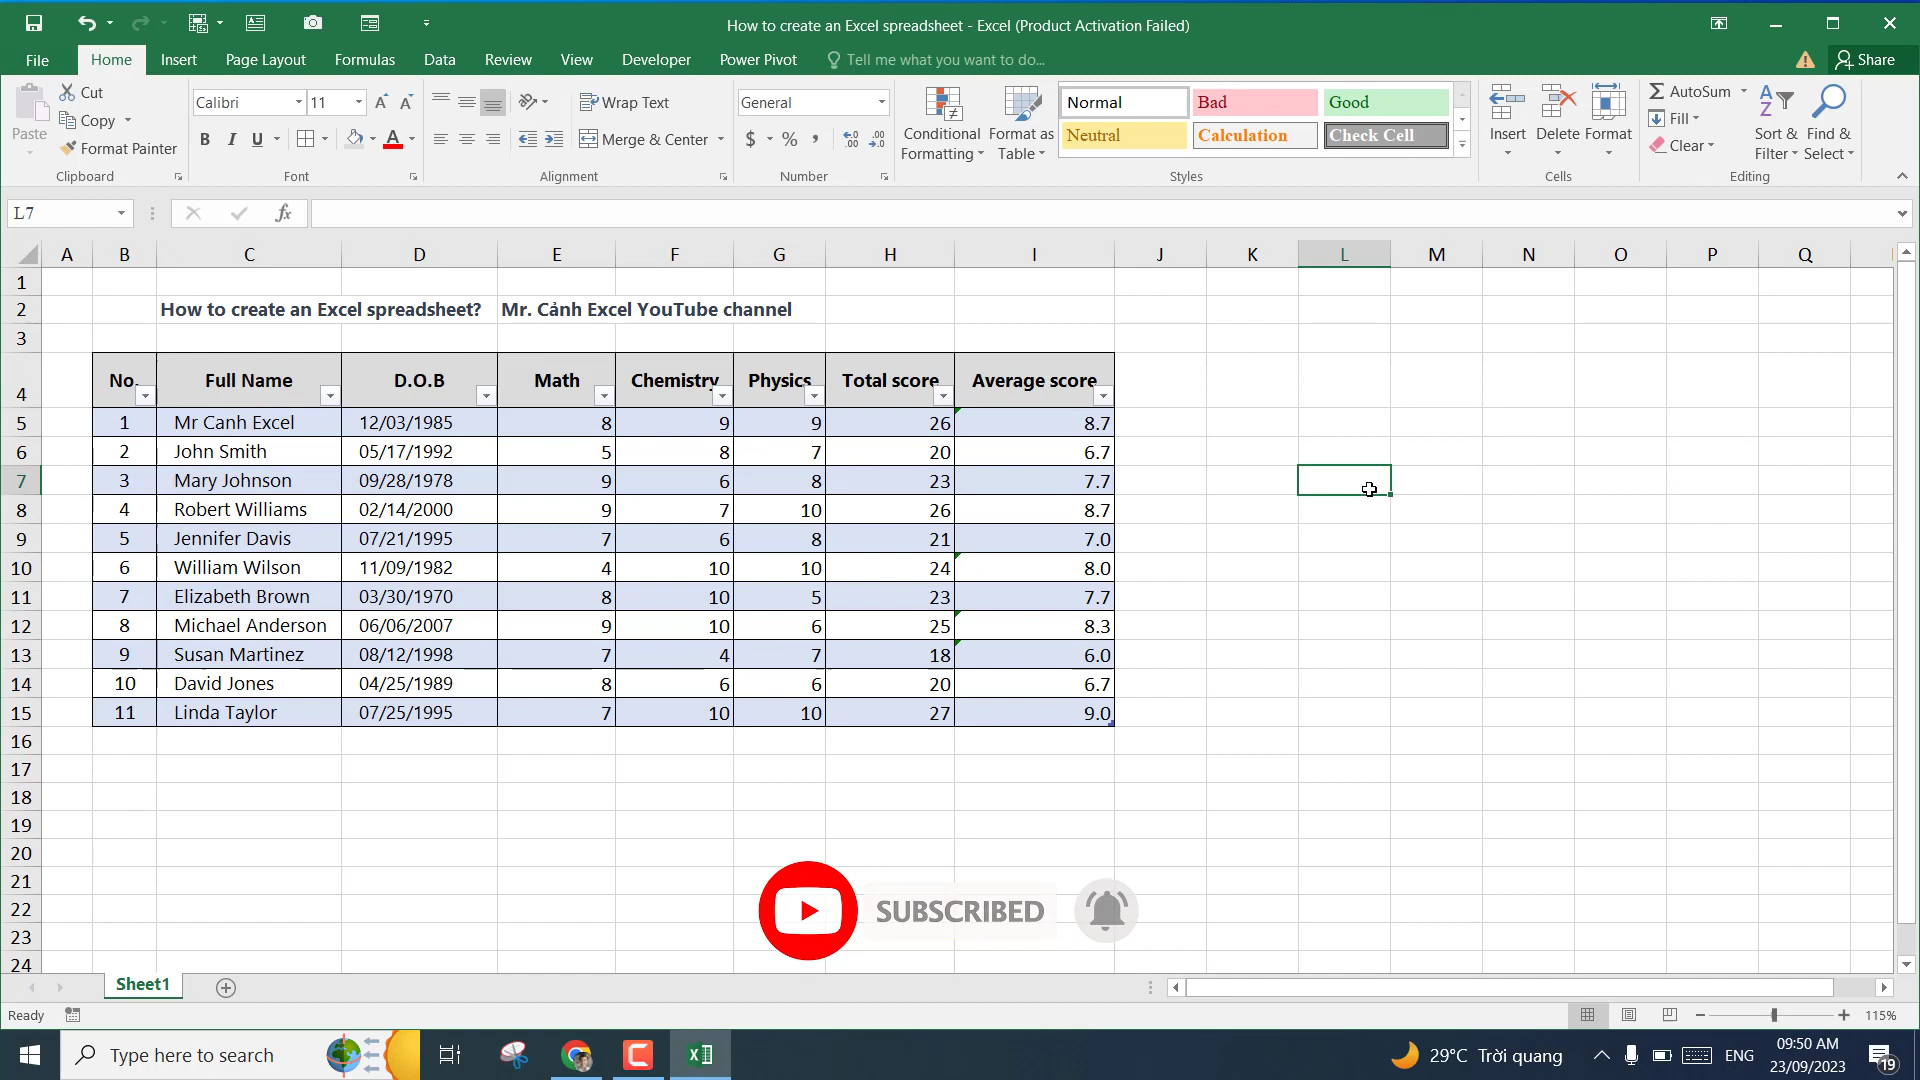 How to create an Excel spreadsheet - Excel (Product Activation Failed)
File Home Insert Page Layout Formulas Data Review View Developer Power Pivot Tell me what you want to do... Share
Paste
Cut
Copy
Format Painter
Clipboard
Calibri 11
B I U A
Font
Wrap Text
Merge & Center
Alignment
General
$ % ,
Number
Conditional Formatting
Format as Table
Normal Bad Good
Neutral Calculation Check Cell
Styles
Insert Delete Format
Cells
AutoSum
Fill
Clear
Sort & Filter
Find & Select
Editing
L7 fx
A B C D E F G H I J K L M N O P Q
1
2 How to create an Excel spreadsheet? Mr. Cảnh Excel YouTube channel
3
4 No. Full Name D.O.B Math Chemistry Physics Total score Average score
5 1 Mr Canh Excel 12/03/1985 8 9 9 26 8.7
6 2 John Smith 05/17/1992 5 8 7 20 6.7
7 3 Mary Johnson 09/28/1978 9 6 8 23 7.7
8 4 Robert Williams 02/14/2000 9 7 10 26 8.7
9 5 Jennifer Davis 07/21/1995 7 6 8 21 7.0
10 6 William Wilson 11/09/1982 4 10 10 24 8.0
11 7 Elizabeth Brown 03/30/1970 8 10 5 23 7.7
12 8 Michael Anderson 06/06/2007 9 10 6 25 8.3
13 9 Susan Martinez 08/12/1998 7 4 7 18 6.0
14 10 David Jones 04/25/1989 8 6 6 20 6.7
15 11 Linda Taylor 07/25/1995 7 10 10 27 9.0
16
17
18
19
20
21
22
23
24
SUBSCRIBED
Sheet1
Ready 115%
Type here to search 29°C Trời quang ENG 09:50 AM
23/09/2023 19